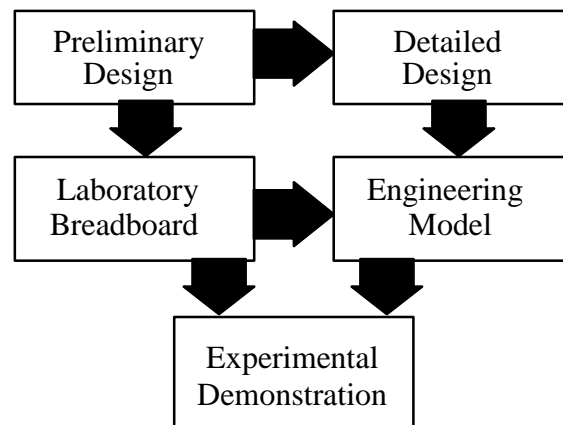 Preliminary
Design
Detailed
Design
Laboratory
Breadboard
Engineering
Model
Experimental
Demonstration